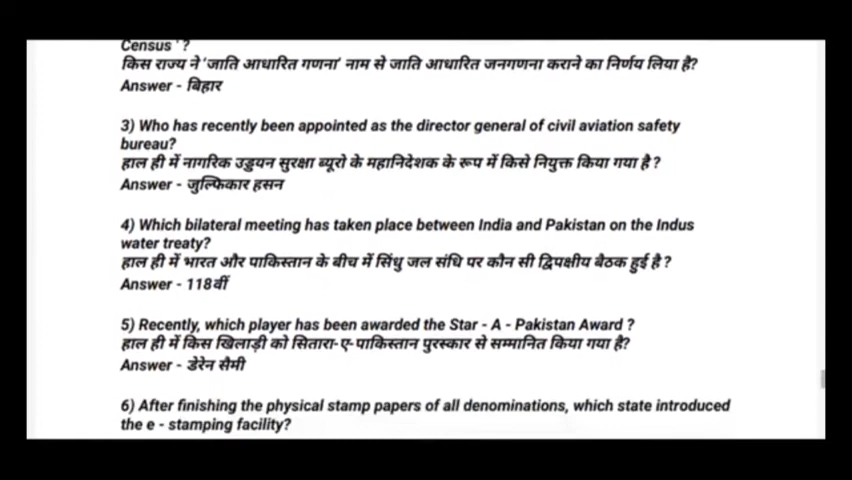 Census ' ?
किस राज्य ने 'जाति आधारित गणना' नाम से जाति आधारित जनगणना कराने का निर्णय लिया है?
Answer - बिहार
3) Who has recently been appointed as the director general of civil aviation safety
bureau?
हाल ही में नागरिक उड्डयन सुरक्षा ब्यूरो के महानिदेशक के रूप में किसे नियुक्त किया गया है ?
Answer - जुल्फिकार हसन
4) Which bilateral meeting has taken place between India and Pakistan on the Indus
water treaty?
हाल ही में भारत और पाकिस्तान के बीच में सिंधु जल संधि पर कौन सी द्विपक्षीय बैठक हुई है ?
Answer - 118वीं
5) Recently, which player has been awarded the Star - A - Pakistan Award ?
हाल ही में किस खिलाड़ी को सितारा-ए-पाकिस्तान पुरस्कार से सम्मानित किया गया है?
Answer - डेरेन सैमी
6) After finishing the physical stamp papers of all denominations, which state introduced
the e - stamping facility?